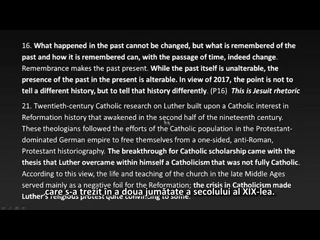 16. What happened in the past cannot be changed, but what is remembered of the
past and how it is remembered can, with the passage of time, indeed change.
Remembrance makes the past present. While the past itself is unalterable, the
presence of the past in the present is alterable. In view of 2017, the point is not to
tell a different history, but to tell that history differently. (P16) This is Jesuit rhetoric
21. Twentieth-century Catholic research on Luther built upon a Catholic interest in
Reformation history that awakened in the second half of the nineteenth century.
These theologians followed the efforts of the Catholic population in the Protestant-
dominated German empire to free themselves from a one-sided, anti-Roman,
Protestant historiography. The breakthrough for Catholic scholarship came with the
thesis that Luther overcame within himself a Catholicism that was not fully Catholic.
According to this view, the life and teaching of the church in the late Middle Ages
served mainly as a negative foil for the Reformation; the crisis in Catholicism made
Luther's religious protest quite convincing to some.
care s-a trezit în a doua jumătate a secolului al XIX-lea.